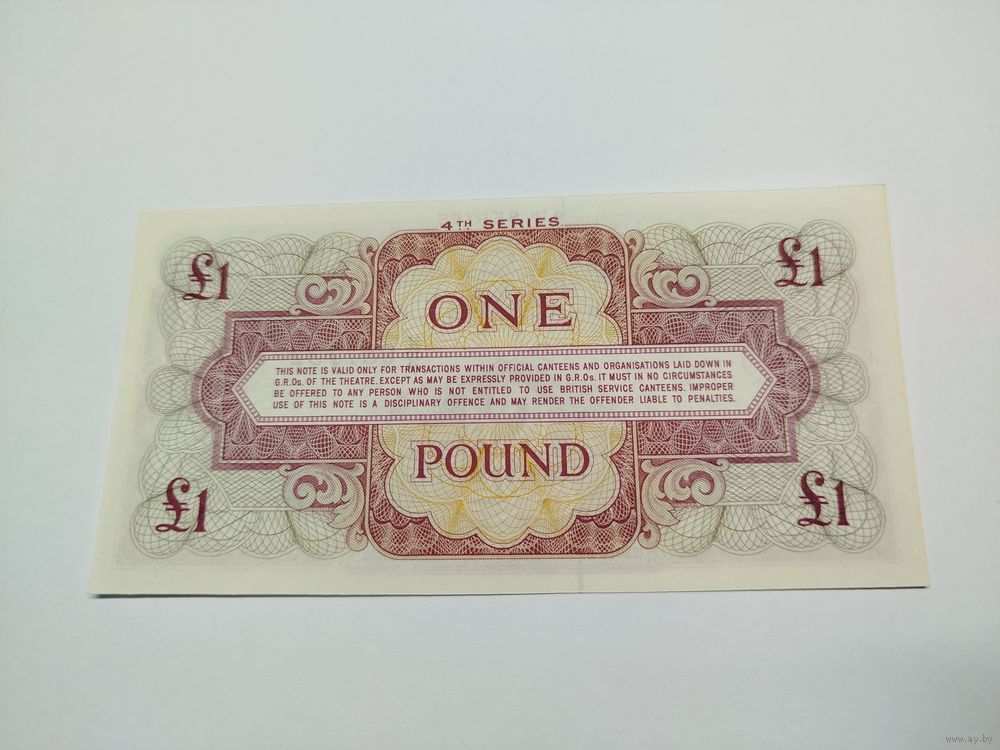 4TH SERIES
£1 £1
ONE
THIS NOTE IS VALID ONLY FOR TRANSACTIONS WITHIN OFFICIAL CANTEENS AND ORGANISATIONS LAID DOWN IN
G.R.Os. OF THE THEATRE. EXCEPT AS MAY BE EXPRESSLY PROVIDED IN G.R.Os. IT MUST IN NO CIRCUMSTANCES
BE OFFERED TO ANY PERSON WHO IS NOT ENTITLED TO USE BRITISH SERVICE CANTEENS. IMPROPER
USE OF THIS NOTE IS A DISCIPLINARY OFFENCE AND MAY RENDER THE OFFENDER LIABLE TO PENALTIES.
POUND
£1 £1
www.ay.by